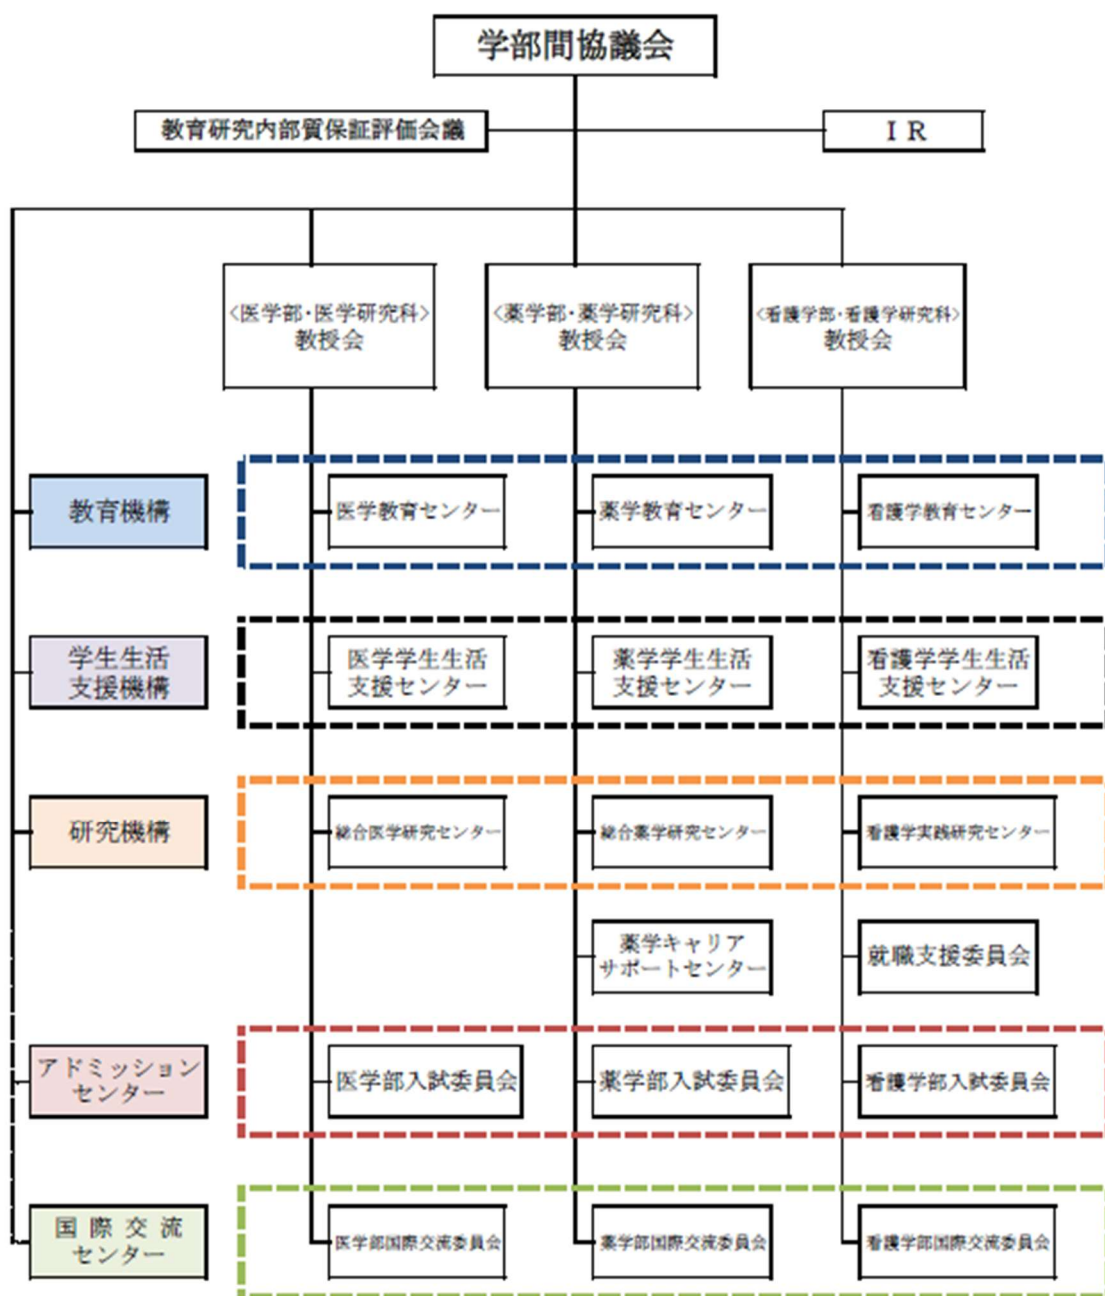 学部間協議会
教育研究内部質保証評価会議
ＩＲ
<医学部・医学研究科>
教授会
<薬学部・薬学研究科>
教授会
<看護学部・看護学研究科>
教授会
教育機構
医学教育センター
薬学教育センター
看護学教育センター
学生生活
支援機構
医学学生生活
支援センター
薬学学生生活
支援センター
看護学学生生活
支援センター
研究機構
総合医学研究センター
総合薬学研究センター
看護学実践研究センター
薬学キャリア
サポートセンター
就職支援委員会
アドミッション
センター
医学部入試委員会
薬学部入試委員会
看護学部入試委員会
国際交流
センター
医学部国際交流委員会
薬学部国際交流委員会
看護学部国際交流委員会